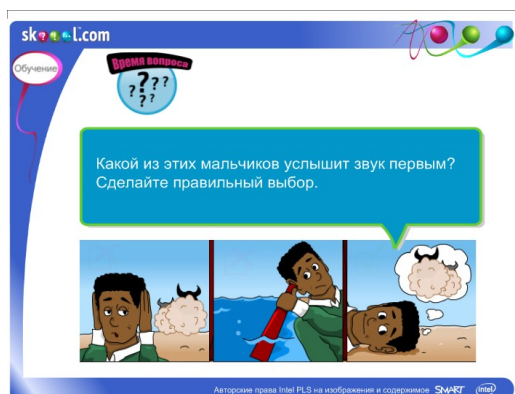 skoool.com
Обучение
Время вопроса
? ? ? ? ? ?
Какой из этих мальчиков услышит звук первым?
Сделайте правильный выбор.
Авторские права Intel PLS на изображения и содержимое SMART intel